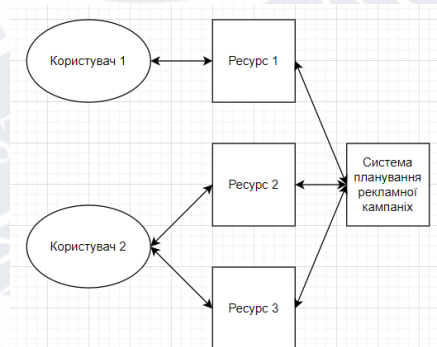 Користувач 1
Ресурс 1
Ресурс 2
Система
планування
рекламної
кампаніх
Користувач 2
Ресурс 3